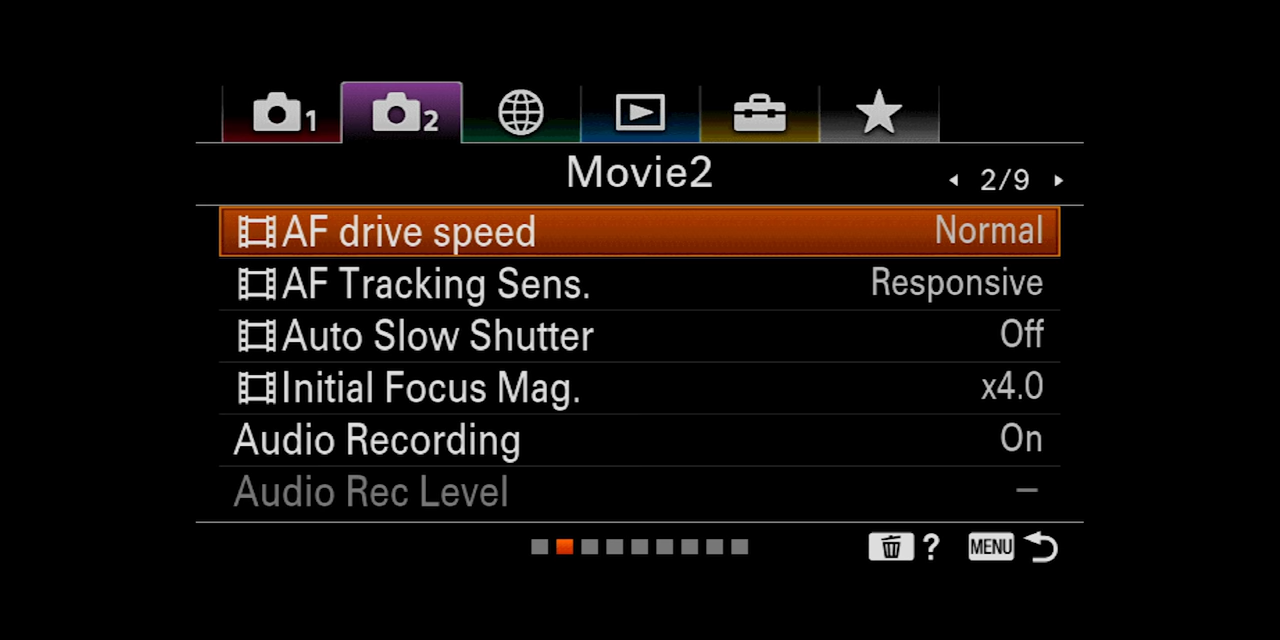 1 2
Movie2
2/9
AF drive speed Normal
AF Tracking Sens. Responsive
Auto Slow Shutter Off
Initial Focus Mag. x4.0
Audio Recording On
Audio Rec Level –
? MENU